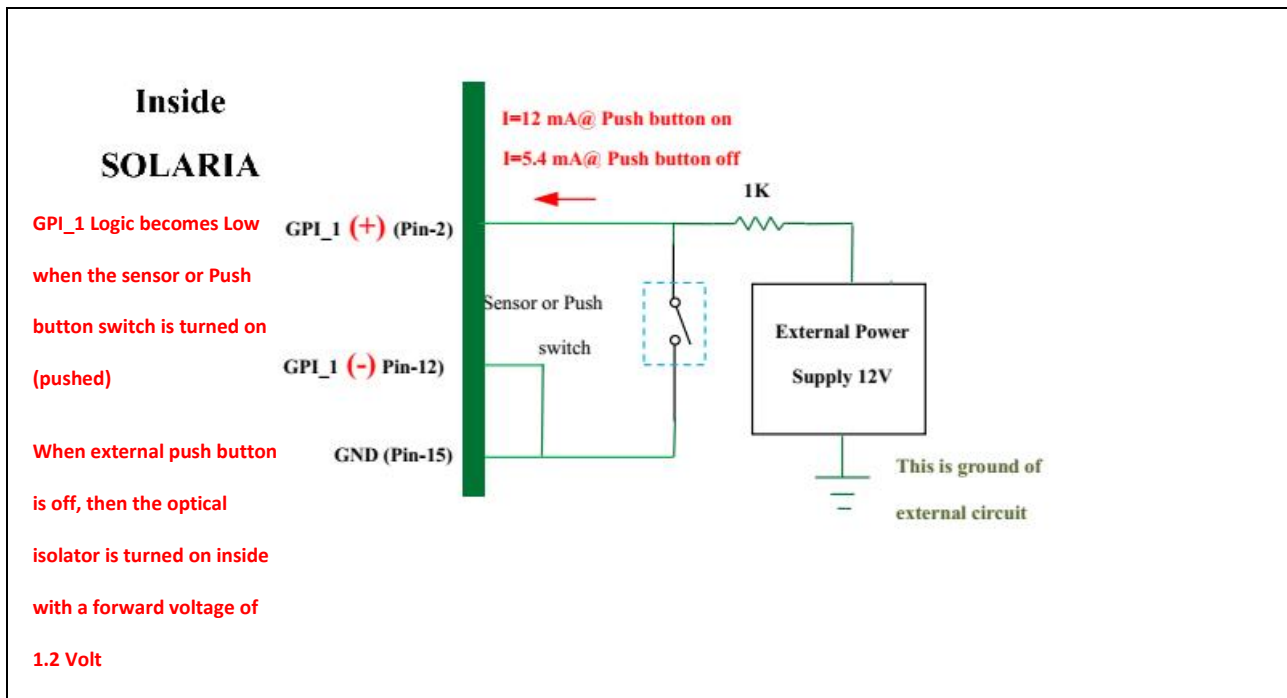 Inside
SOLARIA
GPI_1 Logic becomes Low
when the sensor or Push
button switch is turned on
(pushed)
When external push button
is off, then the optical
isolator is turned on inside
with a forward voltage of
1.2 Volt
I=12 mA@ Push button on
I=5.4 mA@ Push button off
1K
GPI_1 (+) (Pin-2)
Sensor or Push
switch
GPI_1 (-) Pin-12)
GND (Pin-15)
External Power
Supply 12V
This is ground of
external circuit